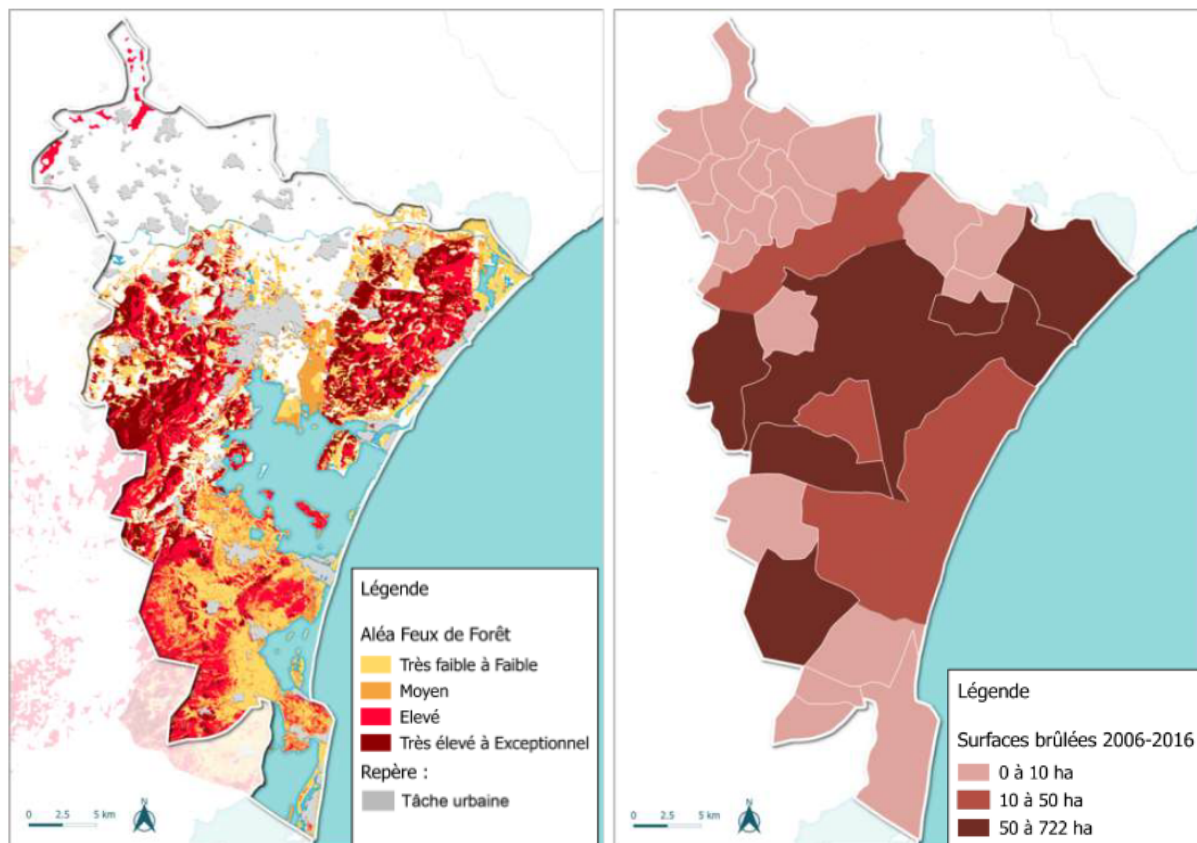 Légende
Aléa Feux de Forêt
Très faible à Faible
Moyen
Elevé
Très élevé à Exceptionnel
Repère :
Tâche urbaine
0 2.5 5 km
N
Légende
Surfaces brûlées 2006-2016
0 à 10 ha
10 à 50 ha
50 à 722 ha
0 2.5 5 km
N